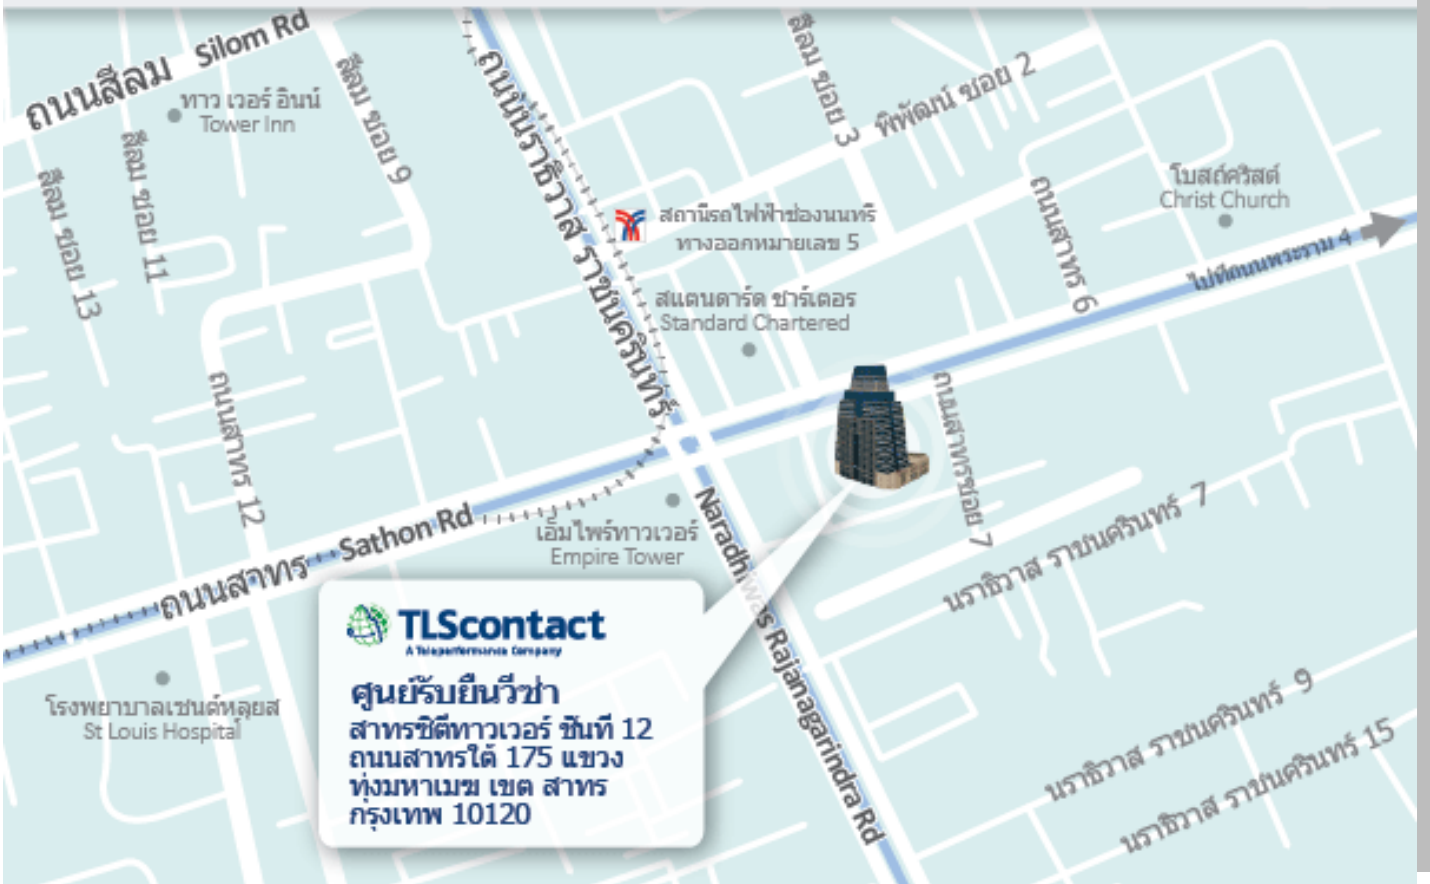 ถนนสีลม Silom Rd
ทาว เวอร์ อินน์
Tower Inn
สีลม ซอย 9
สีลม ซอย 11
สีลม ซอย 13
ถนนนราธิวาส ราชนครินทร์
สีลม ซอย 3
พิพัฒน์ ซอย 2
สถานีรถไฟฟ้าช่องนนทรี
ทางออกหมายเลข 5
โบสถ์คริสต์
Christ Church
ถนนสาทร 6
ไปที่ถนนพระราม 4
สแตนดาร์ด ชาร์เตอร
Standard Chartered
ถนนสาทร 12
ถนนสาทรซอย 7
ถนนสาทร Sathon Rd
เอ็มไพร์ทาวเวอร์
Empire Tower
Naradhiwas Rajanagarindra Rd
นราธิวาส ราชนครินทร์ 7
นราธิวาส ราชนครินทร์ 9
นราธิวาส ราชนครินทร์ 15
โรงพยาบาลเซนต์หลุยส
St Louis Hospital
TLScontact
A Teleperformance Company
ศูนย์รับยื่นวีซ่า
สาทรซิตีทาวเวอร์ ชั้นที่ 12
ถนนสาทรใต้ 175 แขวง
ทุ่งมหาเมฆ เขต สาทร
กรุงเทพ 10120